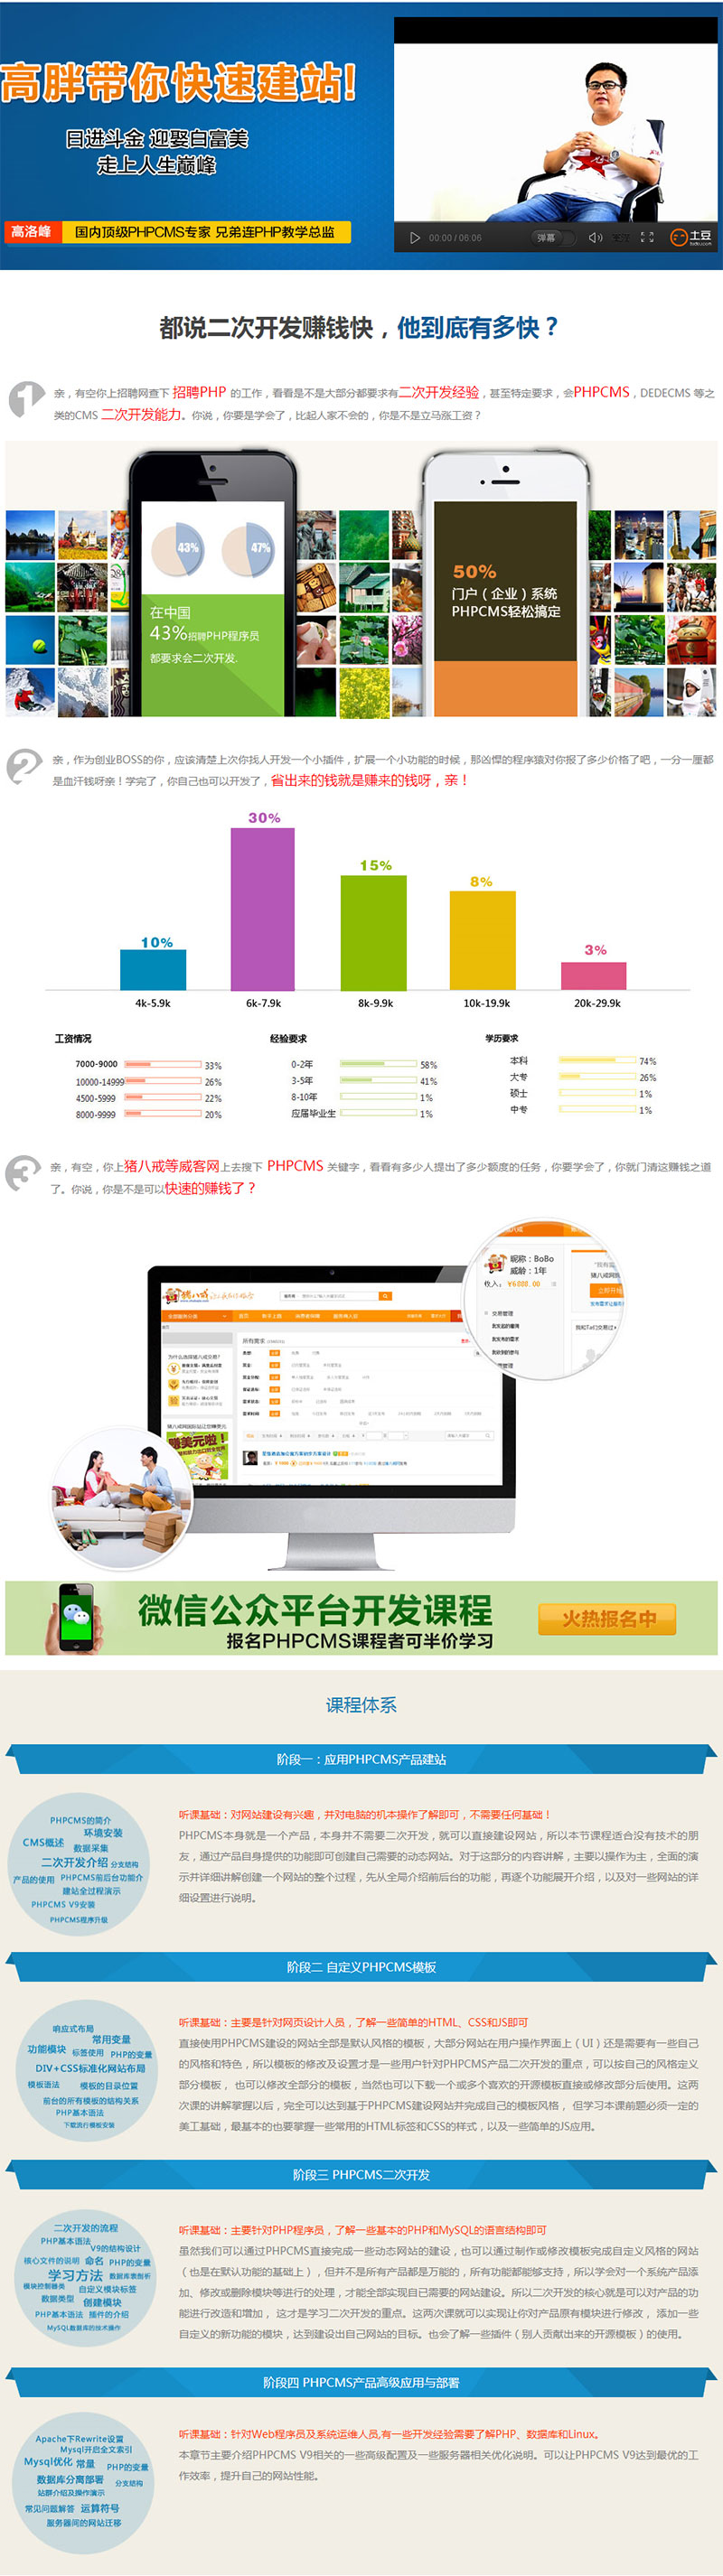 高胖带你快速建站!
日进斗金 迎娶白富美
走上人生巅峰
高洛峰 国内顶级PHPCMS专家 兄弟连PHP教学总监
00:00 / 06:06 弹幕 土豆
都说二次开发赚钱快，他到底有多快？
1
亲，有空你上招聘网查下 招聘PHP 的工作，看看是不是大部分都要求有二次开发经验，甚至特定要求，会PHPCMS，DEDECMS 等之
类的CMS 二次开发能力。你说，你要是学会了，比起人家不会的，你是不是立马涨工资？
43% 47%
在中国
43%招聘PHP程序员
都要求会二次开发.
50%
门户（企业）系统
PHPCMS轻松搞定
2
亲，作为创业BOSS的你，应该清楚上次你找人开发一个小插件，扩展一个小功能的时候，那凶悍的程序猿对你报了多少价格了吧，一分一厘都
是血汗钱呀亲！学完了，你自己也可以开发了，省出来的钱就是赚来的钱呀，亲！
10% 30% 15% 8% 3%
4k-5.9k 6k-7.9k 8k-9.9k 10k-19.9k 20k-29.9k
工资情况
7000-9000 33%
10000-14999 26%
4500-5999 22%
8000-9999 20%
经验要求
0-2年 58%
3-5年 41%
8-10年 1%
应届毕业生 1%
学历要求
本科 74%
大专 26%
硕士 1%
中专 1%
3
亲，有空，你上猪八戒等威客网上去搜下 PHPCMS 关键字，看看有多少人提出了多少额度的任务，你要学会了，你就门清这赚钱之道
了。你说，你是不是可以快速的赚钱了？
昵称：BoBo
威龄：1年
收入：¥6888.00
交易管理
猪八戒
所有需求
赚美元啦！
微信公众平台开发课程
报名PHPCMS课程者可半价学习
火热报名中
课程体系
阶段一：应用PHPCMS产品建站
PHPCMS的简介
环境安装
CMS概述
数据采集
二次开发介绍 分支结构
产品的使用 PHPCMS前后台功能介
建站全过程演示
PHPCMS V9安装
PHPCMS程序升级
听课基础：对网站建设有兴趣，并对电脑的机本操作了解即可，不需要任何基础！
PHPCMS本身就是一个产品，本身并不需要二次开发，就可以直接建设网站，所以本节课程适合没有技术的朋
友，通过产品自身提供的功能即可创建自己需要的动态网站。对于这部分的内容讲解，主要以操作为主，全面的演
示并详细讲解创建一个网站的整个过程，先从全局介绍前后台的功能，再逐个功能展开介绍，以及对一些网站的详
细设置进行说明。
阶段二 自定义PHPCMS模板
响应式布局
常用变量
功能模块 标签使用 PHP的变量
DIV+CSS标准化网站布局
模板语法 模板的目录位置
前台的所有模板的结构关系
PHP基本语法
下载流行模板安装
听课基础：主要是针对网页设计人员，了解一些简单的HTML、CSS和JS即可
直接使用PHPCMS建设的网站全部是默认风格的模板，大部分网站在用户操作界面上（UI）还是需要有一些自己
的风格和特色，所以模板的修改及设置才是一些用户针对PHPCMS产品二次开发的重点，可以按自己的风格定义
部分模板， 也可以修改全部分的模板，当然也可以下载一个或多个喜欢的开源模板直接或修改部分后使用。这两
次课的讲解掌握以后，完全可以达到基于PHPCMS建设网站并完成自己的模板风格， 但学习本课前题必须一定的
美工基础，最基本的也要掌握一些常用的HTML标签和CSS的样式，以及一些简单的JS应用。
阶段三 PHPCMS二次开发
二次开发的流程
PHP基本语法
V9的结构设计
核心文件的说明 命名 PHP的变量
学习方法 数据库表剖析
模块控制器类 自定义模块标签
数据类型 创建模块
PHP基本语法 插件的介绍
MySQL数据库的技术操作
听课基础：主要针对PHP程序员，了解一些基本的PHP和MySQL的语言结构即可
虽然我们可以通过PHPCMS直接完成一些动态网站的建设，也可以通过制作或修改模板完成自定义风格的网站
（也是在默认功能的基础上），但并不是所有产品都是万能的，所有功能都能够支持，所以学会对一个系统产品添
加、修改或删除模块等进行的处理，才能全部实现自已需要的网站建设。所以二次开发的核心就是可以对产品的功
能进行改造和增加， 这才是学习二次开发的重点。这两次课就可以实现让你对产品原有模块进行修改， 添加一些
自定义的新功能的模块，达到建设出自己网站的目标。也会了解一些插件（别人贡献出来的开源模板）的使用。
阶段四 PHPCMS产品高级应用与部署
Apache下Rewrite设置
Mysql开启全文索引
Mysql优化 常量 PHP的变量
数据库分离部署 分支结构
站群介绍及操作演示
常见问题解答 运算符号
服务器间的网站迁移
听课基础：针对Web程序员及系统运维人员,有一些开发经验需要了解PHP、数据库和Linux。
本章节主要介绍PHPCMS V9相关的一些高级配置及一些服务器相关优化说明。可以让PHPCMS V9达到最优的工
作效率，提升自己的网站性能。